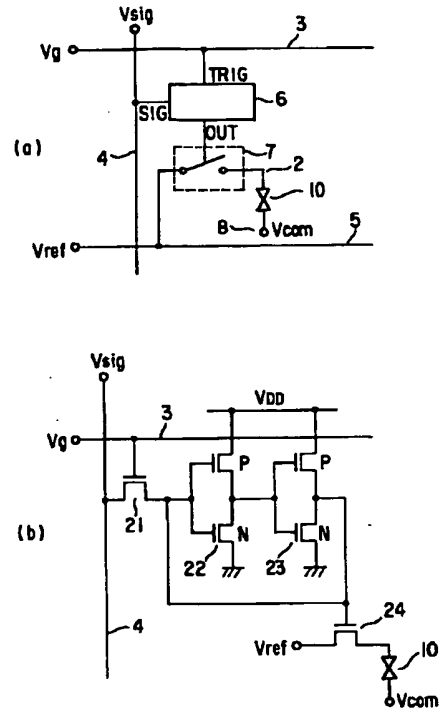 Vsig
3
Vg
TRIG
6
SIG
OUT
(a)
4
7
2
10
8 Vcom
5
Vref
Vsig
VDD
3
Vg
P P
21
(b)
N N
22 23
24
4
Vref
10
Vcom